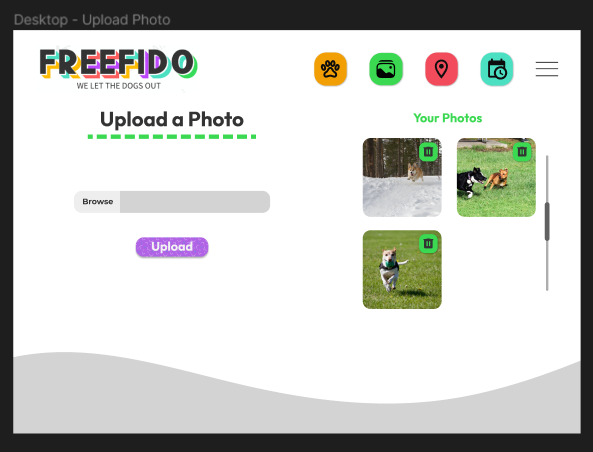 Desktop - Upload Photo
FREEFIDO
WE LET THE DOGS OUT
Upload a Photo
Your Photos
Browse
Upload